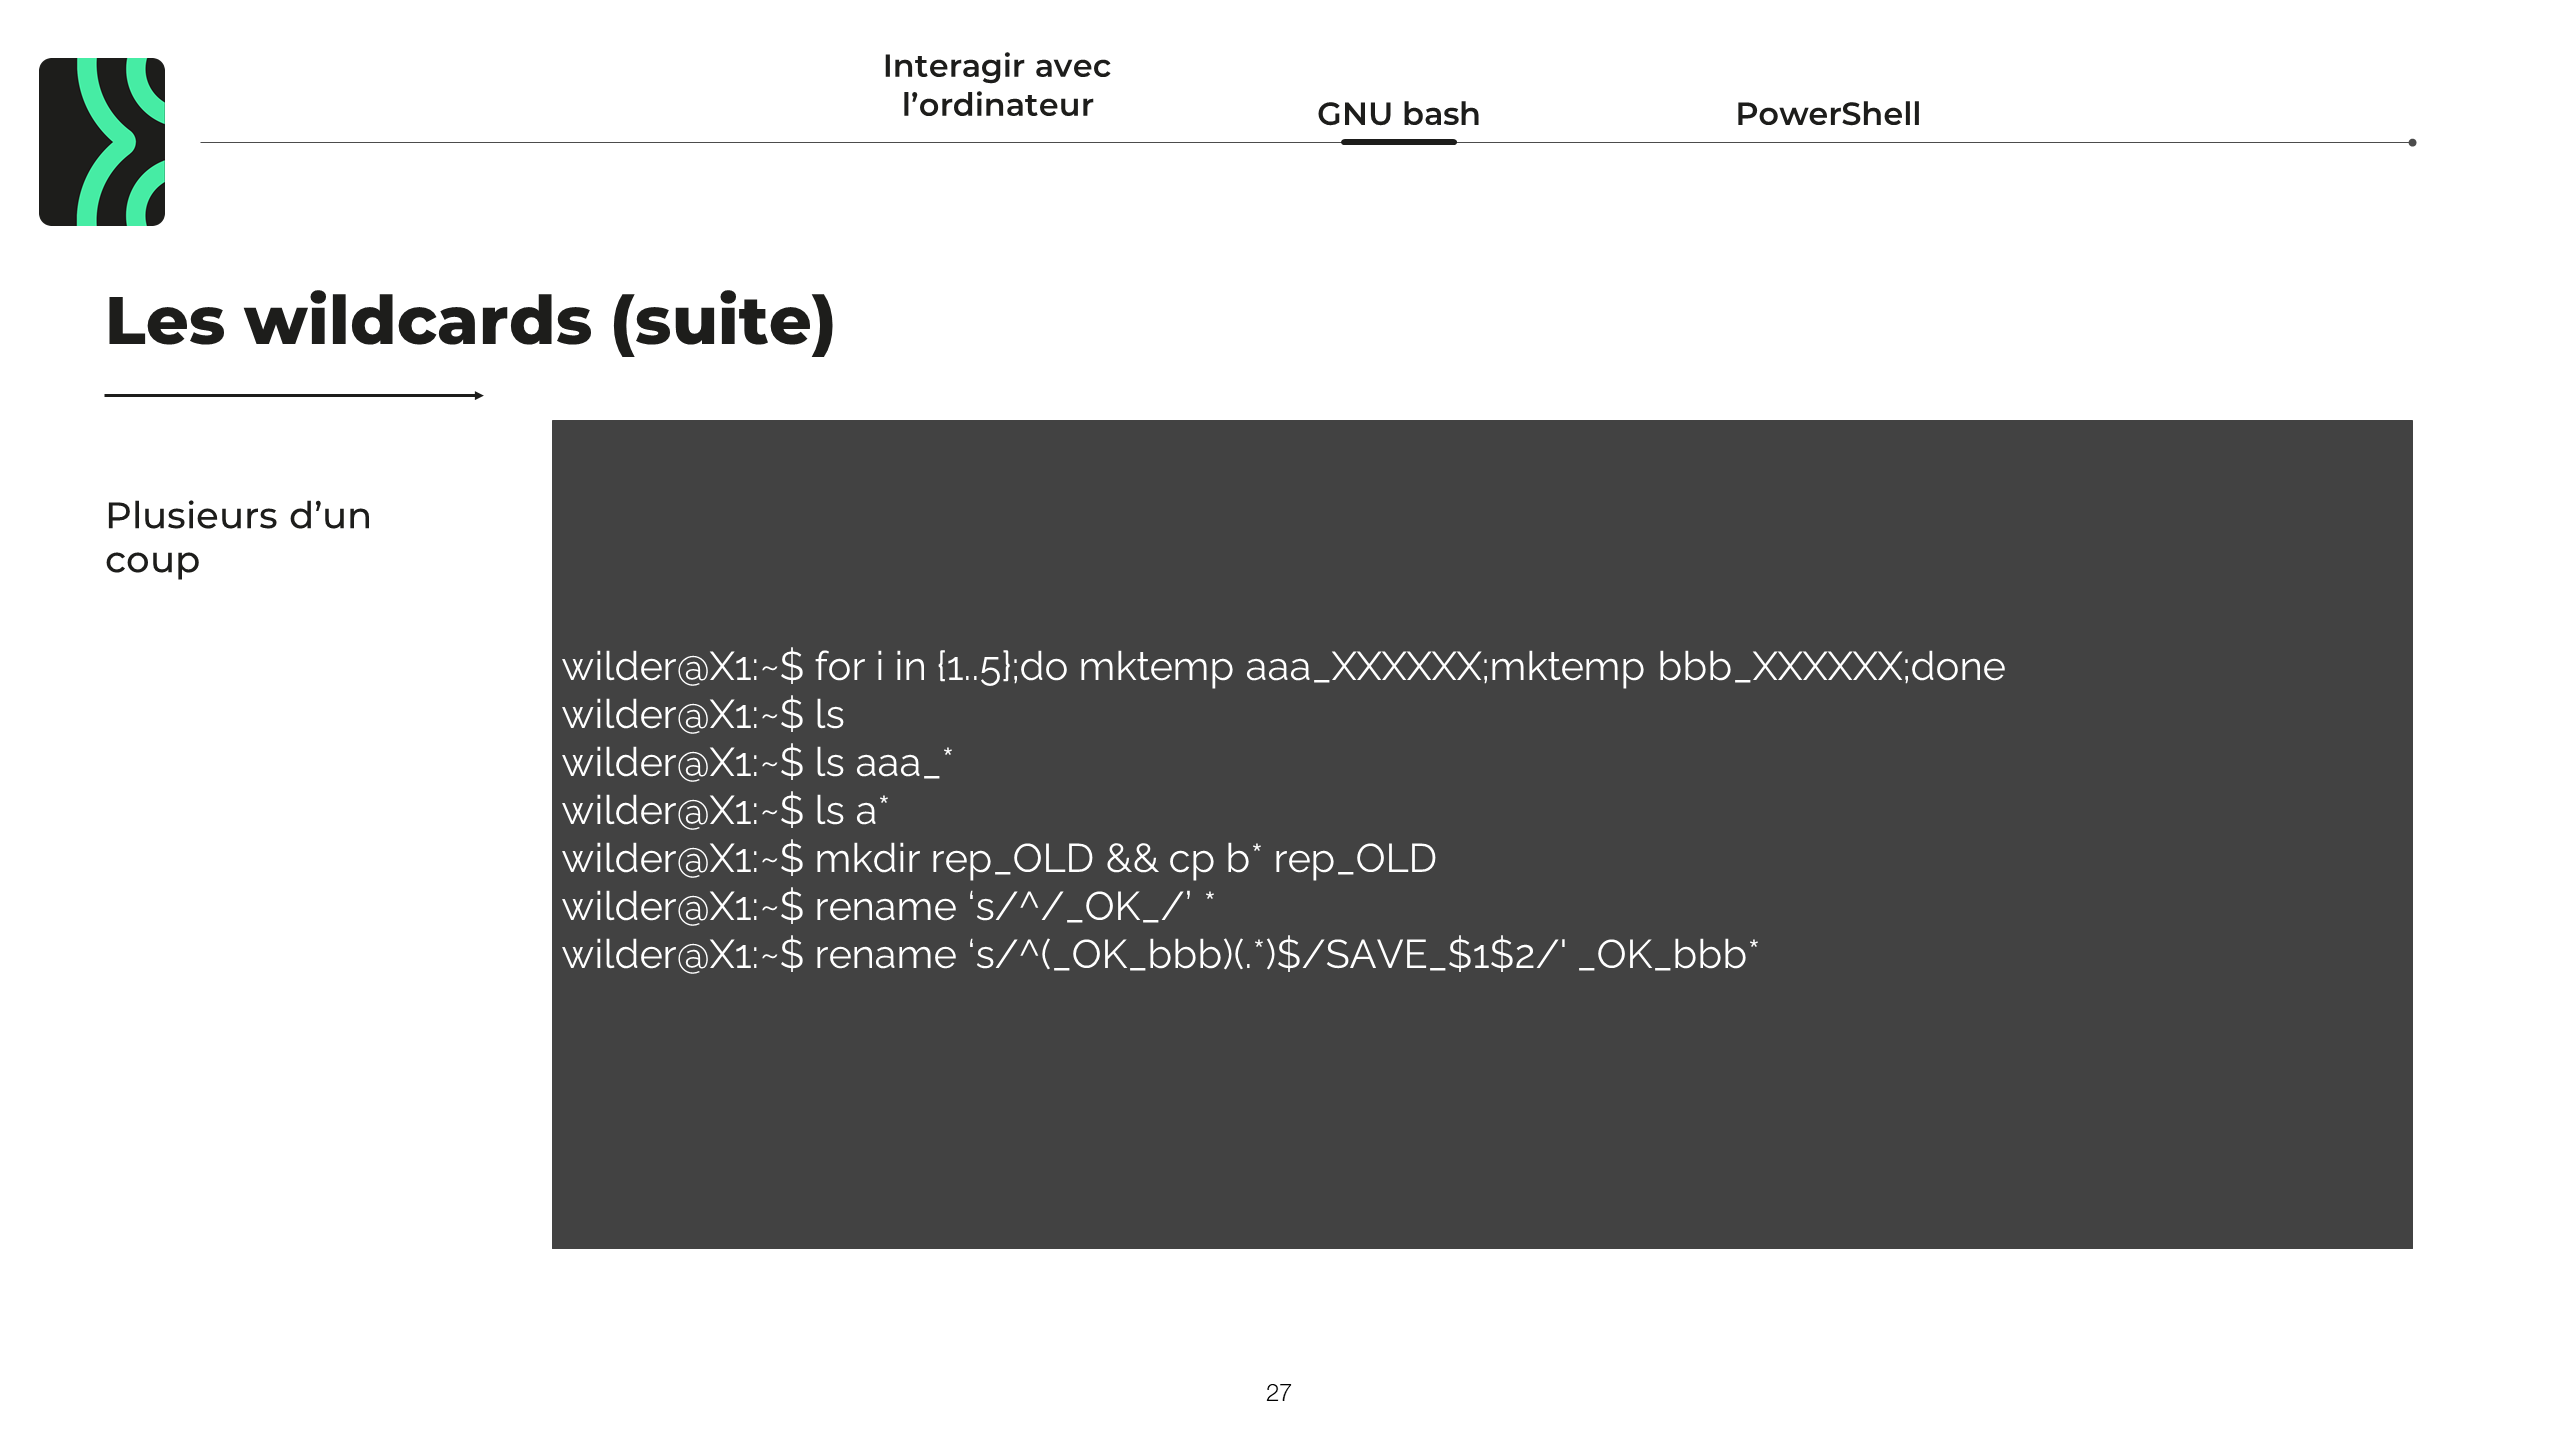 Interagir avec
l’ordinateur
GNU bash
PowerShell
Les wildcards (suite)
Plusieurs d’un
coup
wilder@X1:~$ for i in {1..5};do mktemp aaa_XXXXXX;mktemp bbb_XXXXXX;done
wilder@X1:~$ ls
wilder@X1:~$ ls aaa_*
wilder@X1:~$ ls a*
wilder@X1:~$ mkdir rep_OLD && cp b* rep_OLD
wilder@X1:~$ rename ‘s/^/_OK_/’ *
wilder@X1:~$ rename ‘s/^(_OK_bbb)(.*)$/SAVE_$1$2/' _OK_bbb*
27